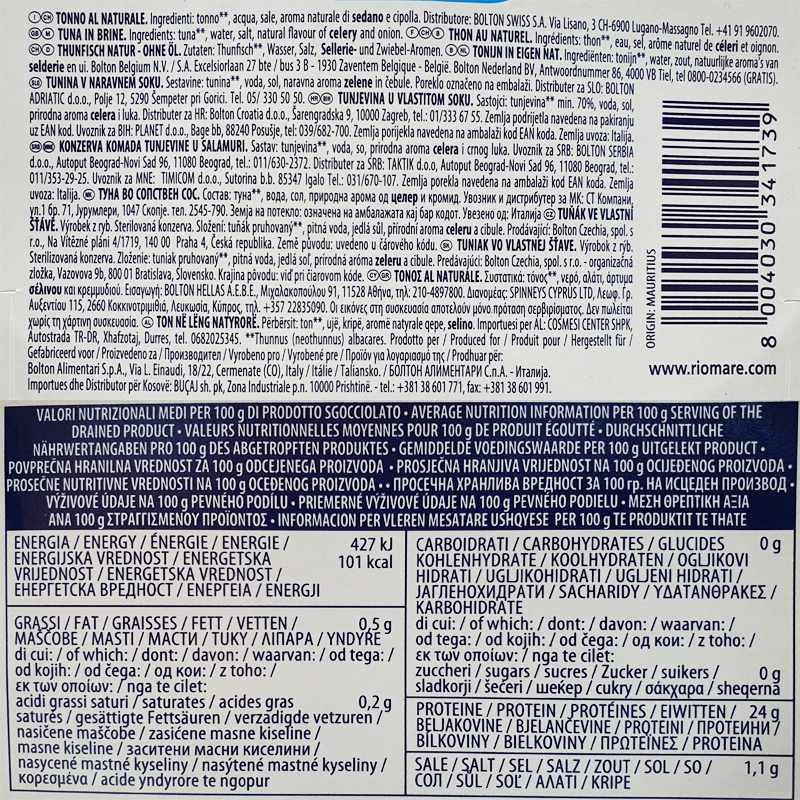 IT CH TONNO AL NATURALE. Ingredienti: tonno**, acqua, sale, aroma naturale di sedano e cipolla. Distributore: BOLTON SWISS S.A. Via Lisano, 3 CH-6900 Lugano-Massagno Tel. +41 91 9602070.
TUNA IN BRINE. Ingredients: tuna**, water, salt, natural flavour of celery and onion. F CH B THON AU NATUREL. Ingrédients: thon**, eau, sel, arôme naturel de céleri et oignon.
THUNFISCH NATUR - OHNE ÖL. Zutaten: Thunfisch**, Wasser, Salz, Sellerie- und Zwiebel-Aromen. B NL TONIJN IN EIGEN NAT. Ingrediënten: tonijn**, water, zout, natuurlijke aroma's van
selderie en ui. Bolton Belgium N.V. / S.A. Excelsiorlaan 27 bte / bus 3 B - 1930 Zaventem Belgique - België. Bolton Nederland BV, Antwoordnummer 86, 4000 VB Tiel, tel 0800-0234566 (GRATIS).
SLO TUNINA V NARAVNEM SOKU. Sestavine: tunina**, voda, sol, naravna aroma zelene in čebule. Poreklo označeno na embalaži. Distributer za SLO: BOLTON
ADRIATIC d.o.o., Polje 12, 5290 Šempeter pri Gorici. Tel. 05/ 330 50 50. HR BIH TUNJEVINA U VLASTITOM SOKU. Sastojci: tunjevina** min. 70%, voda, sol,
prirodna aroma celera i luka. Distributer za HR: Bolton Croatia d.o.o., Šarengradska 9, 10000 Zagreb, tel.: 01/333 67 55. Zemlja podrijetla navedena na pakiranju
uz EAN kod. Uvoznik za BIH: PLANET d.o.o., Bage bb, 88240 Posušje, tel: 039/682-700. Zemlja porijekla navedena na ambalaži kod EAN koda. Zemlja uvoza: Italija.
SRB MNE KONZERVA KOMADA TUNJEVINE U SALAMURI. Sastav: tunjevina**, voda, so, prirodna aroma celera i crnog luka. Uvoznik za SRB: BOLTON SERBIA
d.o.o., Autoput Beograd-Novi Sad 96, 11080 Beograd, tel.: 011/630-2372. Distributer za SRB: TAKTIK d.o.o, Autoput Beograd-Novi Sad 96, 11080 Beograd, tel.:
011/353-29-25. Uvoznik za MNE: TIMICOM d.o.o., Sutorina b.b. 85347 Igalo Tel.: 031/670-107. Zemlja porekla navedena na ambalaži kod EAN koda. Zemlja
uvoza: Italija. MK ТУНА ВО СОПСТВЕН СОС. Состав: туна**, вода, сол, природна арома од целер и кромид. Увозник и дистрибутер за МК: СТ Компани,
ул.1 бр. 71, Јурумлери, 1047 Скопје. тел. 2545-790. Земја на потекло: означена на амбалажата кај бар кодот. Увезено од: Италија CZ TUŇÁK VE VLASTNÍ
ŠŤÁVĚ. Výrobek z ryb. Sterilovaná konzerva. Složení: tuňák pruhovaný**, pitná voda, jedlá sůl, přírodní aroma celeru a cibule. Prodávající: Bolton Czechia, spol. s
r.o., Na Vítězné pláni 4/1719, 140 00 Praha 4, Česká republika. Země původu: uvedeno u čárového kódu. SK TUNIAK VO VLASTNEJ ŠŤAVE. Výrobok z rýb.
Sterilizovaná konzerva. Zloženie: tuniak pruhovaný**, pitná voda, jedlá soľ, prírodná aróma zeleru a cibule. Predávajúci: Bolton Czechia, spol. s r.o. - organizačná
zložka, Vazovova 9b, 800 01 Bratislava, Slovensko. Krajina pôvodu: viď pri čiarovom kóde. CY GR ΤΟΝΟΣ AL NATURALE. Συστατικά: τόνος**, νερό, αλάτι, άρτυμα
σέλινου και κρεμμυδιού. Εισαγωγή: BOLTON HELLAS A.E.B.E., Μιχαλακοπούλου 91, 11528 Αθήνα, τηλ: 210-4897800. Διανομέας: SPINNEYS CYPRUS LTD, Λεωφ. Γρ.
Αυξεντίου 115, 2660 Κοκκινοτριμιθιά, Λευκωσία, Κύπρος, τηλ. +357 22835090. Οι εικόνες στη συσκευασία αποτελούν μόνο πρόταση σερβιρίσματος. Δεν πωλείται
χωρίς τη χάρτινη συσκευασία. AL TON NË LËNG NATYRORË. Përbërsit: ton**, ujë, kripë, aromë natyrale qepe, selino. Importuesi per AL: COSMESI CENTER SHPK,
Autostrada TR-DR, Xhafzotaj, Durres, tel. 0682025345. **Thunnus (neothunnus) albacares. Prodotto per / Produced for / Produit pour / Hergestellt für /
Gefabriceerd voor / Proizvedeno za / Произведител / Vyrobeno pro / Vyrobené pre / Προϊόν για λογαριασμό της / Prodhuar për:
Bolton Alimentari S.p.A., Via L. Einaudi, 18/22, Cermenate (CO), Italy / Itálie / Taliansko. / БОЛТОН АЛИМЕНТАРИ С.п.А. - Италија.
Importues dhe Distributor për Kosovë: BUÇAJ sh. pk, Zona Industriale p.n. 10000 Prishtinë. - tel.: +381 38 601 771, fax: +381 38 601 991.
ORIGIN: MAURITIUS
8 004030 341739
www.riomare.com
VALORI NUTRIZIONALI MEDI PER 100 g DI PRODOTTO SGOCCIOLATO • AVERAGE NUTRITION INFORMATION PER 100 g SERVING OF THE
DRAINED PRODUCT • VALEURS NUTRITIONNELLES MOYENNES POUR 100 g DE PRODUIT ÉGOUTTÉ • DURCHSCHNITTLICHE
NÄHRWERTANGABEN PRO 100 g DES ABGETROPFTEN PRODUKTES • GEMIDDELDE VOEDINGSWAARDE PER 100 g UITGELEKT PRODUCT •
POVPREČNA HRANILNA VREDNOST ZA 100 g ODCEJENEGA PROIZVODA • PROSJEČNA HRANJIVA VRIJEDNOST NA 100 g OCIJEĐENOG PROIZVODA •
PROSEČNE NUTRITIVNE VREDNOSTI NA 100 g OCEĐENOG PROIZVODA • • ПРОСЕЧНА ХРАНЛИВА ВРЕДНОСТ ЗА 100 гр. НА ИСЦЕДЕН ПРОИЗВОД •
VÝŽIVOVÉ ÚDAJE NA 100 g PEVNÉHO PODÍLU • PRIEMERNÉ VÝŽIVOVÉ ÚDAJE NA 100 g PEVNÉHO PODIELU • ΜΕΣΗ ΘΡΕΠΤΙΚΗ ΑΞΙΑ
ΑΝΑ 100 g ΣΤΡΑΓΓΙΣΜΕΝΟΥ ΠΡΟΪΟΝΤΟΣ • INFORMACION PER VLEREN MESATARE USHQYESE PER 100 g TE PRODUKTIT TE THATE
ENERGIA / ENERGY / ÉNERGIE / ENERGIE / 427 kJ
ENERGIJSKA VREDNOST / ENERGETSKA 101 kcal
VRIJEDNOST / ENERGETSKA VREDNOST /
ЕНЕРГЕТСКА ВРЕДНОСТ / ΕΝΕΡΓΕΙΑ / ENERGJI
GRASSI / FAT / GRAISSES / FETT / VETTEN / 0,5 g
MAŠČOBE / MASTI / МАСТИ / TUKY / ΛΙΠΑΡΑ / YNDYRË
di cui: / of which: / dont: / davon: / waarvan: / od tega: /
od kojih: / od čega: / од кои: / z toho: /
εκ των οποίων: / nga te cilet:
acidi grassi saturi / saturates / acides gras 0,2 g
saturés / gesättigte Fettsäuren / verzadigde vetzuren /
nasičene maščobe / zasićene masne kiseline /
masne kiseline / заситени масни киселини /
nasycené mastné kyseliny / nasýtené mastné kyseliny /
κορεσμένα / acide yndyrore te ngopur
CARBOIDRATI / CARBOHYDRATES / GLUCIDES 0 g
KOHLENHYDRATE / KOOLHYDRATEN / OGLJIKOVI
HIDRATI / UGLJIKOHIDRATI / UGLJENI HIDRATI /
ЈАГЛЕНОХИДРАТИ / SACHARIDY / ΥΔΑΤΑΝΘΡΑΚΕΣ /
KARBOHIDRATE
di cui: / of which: / dont: / davon: / waarvan: /
od tega: / od kojih: / od čega: / од кои: / z toho: /
εκ των οποίων: / nga te cilet:
zuccheri / sugars / sucres / Zucker / suikers / 0 g
sladkorji / šećeri / шеќер / cukry / σάκχαρα / sheqerna
PROTEINE / PROTEIN / PROTÉINES / EIWITTEN / 24 g
BELJAKOVINE / BJELANČEVINE / PROTEINI / ПРОТЕИНИ /
BÍLKOVINY / BIELKOVINY / ΠΡΩΤΕΪΝΕΣ / PROTEINA
SALE / SALT / SEL / SALZ / ZOUT / SOL / SO / 1,1 g
СОЛ / SŮL / SOĽ / ΑΛΑΤΙ / KRIPE